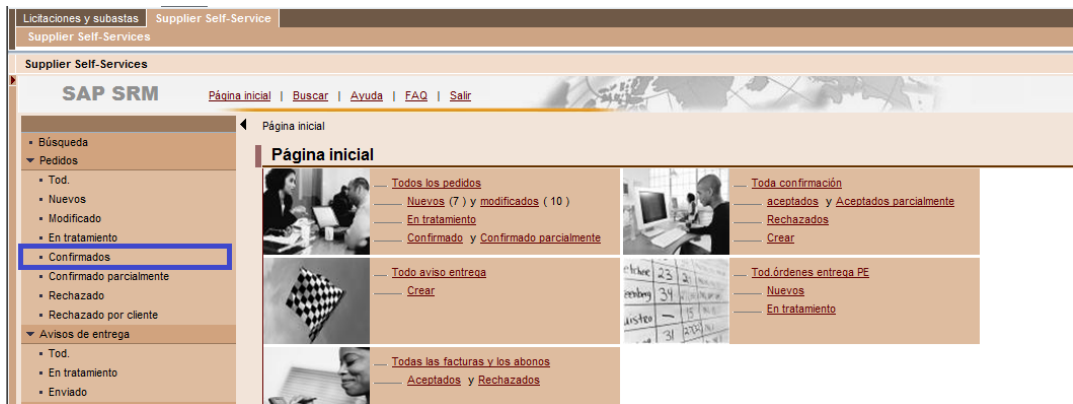 Licitaciones y subastas Supplier Self-Service
Supplier Self-Services
Supplier Self-Services
SAP SRM Página inicial | Buscar | Ayuda | FAQ | Salir
Página inicial
Búsqueda
Pedidos
Tod.
Nuevos
Modificado
En tratamiento
Confirmados
Confirmado parcialmente
Rechazado
Rechazado por cliente
Avisos de entrega
Tod.
En tratamiento
Enviado
Página inicial
Todos los pedidos
Nuevos (7 ) y modificados ( 10 )
En tratamiento
Confirmado y Confirmado parcialmente
Toda confirmación
aceptados y Aceptados parcialmente
Rechazados
Crear
Todo aviso entrega
Crear
23
34
15
31
Tod.órdenes entrega PE
Nuevos
En tratamiento
Todas las facturas y los abonos
Aceptados y Rechazados